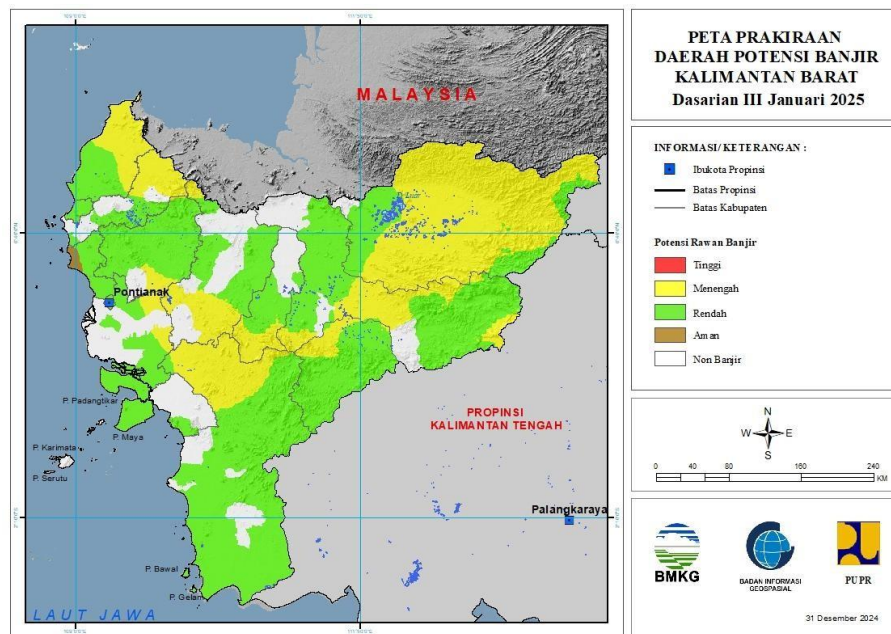 MALAYSIA
Pontianak
P. Padangtikar
P. Maya
P. Karimata
P. Serutu
PROPINSI
KALIMANTAN TENGAH
Palangkaraya
P. Bawal
P. Gelam
LAUT JAWA
PETA PRAKIRAAN
DAERAH POTENSI BANJIR
KALIMANTAN BARAT
Dasarian III Januari 2025
INFORMASI/ KETERANGAN :
Ibukota Propinsi
Batas Propinsi
Batas Kabupaten
Potensi Rawan Banjir
Tinggi
Menengah
Rendah
Aman
Non Banjir
N
W E
S
0 40 80 160 240
KM
BMKG
BADAN INFORMASI
GEOSPASIAL
PUPR
31 Desember 2024